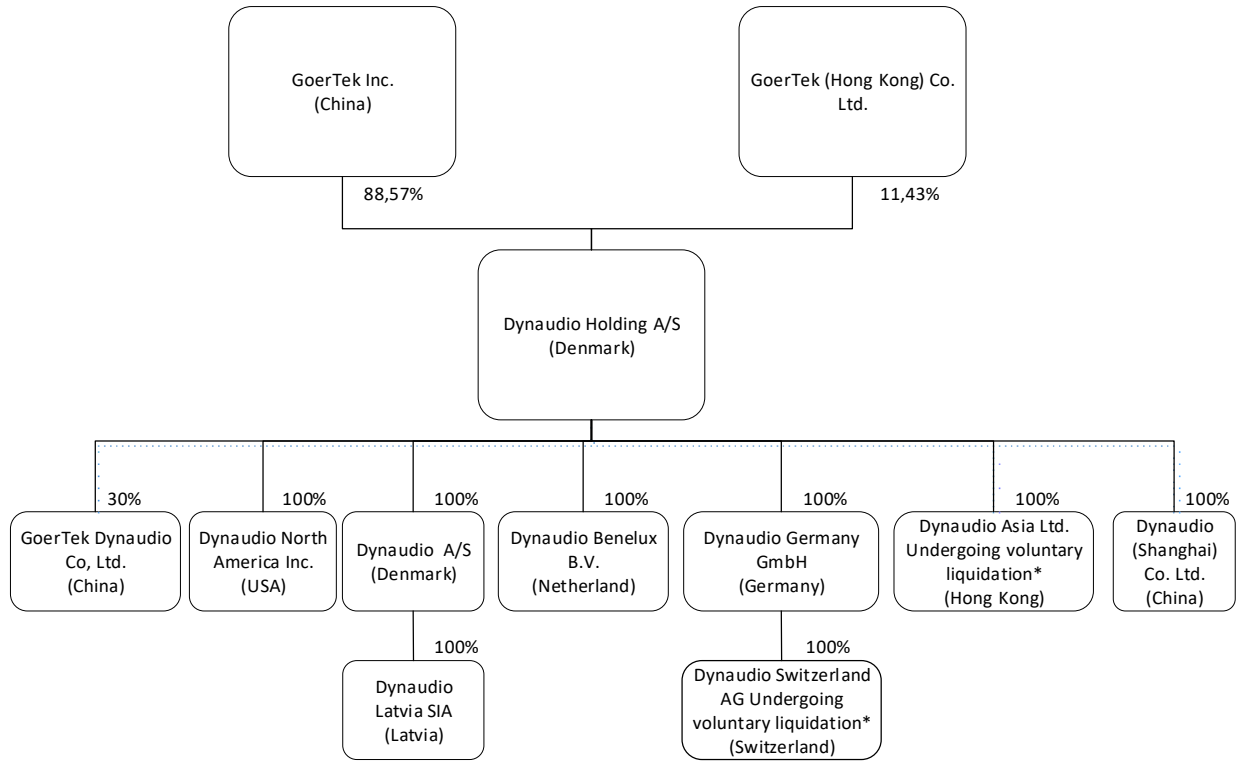 GoerTek Inc.
(China)
GoerTek (Hong Kong) Co.
Ltd.
88,57%
11,43%
Dynaudio Holding A/S
(Denmark)
30%
100%
100%
100%
100%
100%
100%
GoerTek Dynaudio
Co, Ltd.
(China)
Dynaudio North
America Inc.
(USA)
Dynaudio A/S
(Denmark)
Dynaudio Benelux
B.V.
(Netherland)
Dynaudio Germany
GmbH
(Germany)
Dynaudio Asia Ltd.
Undergoing voluntary
liquidation*
(Hong Kong)
Dynaudio
(Shanghai)
Co. Ltd.
(China)
100%
100%
Dynaudio
Latvia SIA
(Latvia)
Dynaudio Switzerland
AG Undergoing
voluntary liquidation*
(Switzerland)